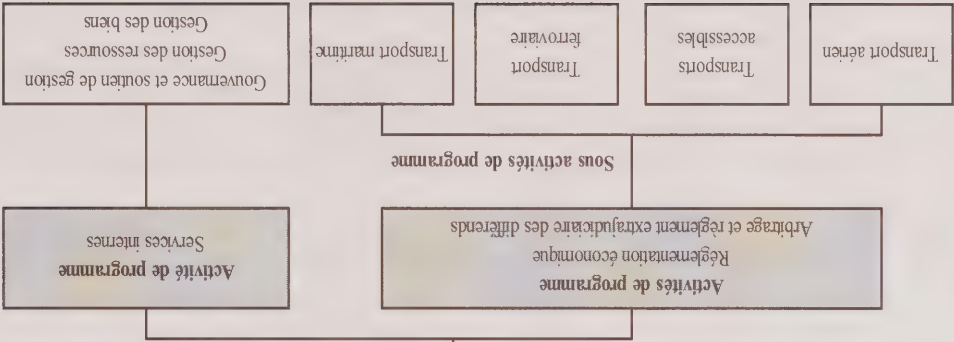 Activités de programme
Réglementation économique
Arbitrage et règlement extrajudiciaire des différends
Activité de programme
Services internes
Sous activités de programme
Transport aérien
Transports
accessibles
Transport
ferroviaire
Transport maritime
Gouvernance et soutien de gestion
Gestion des ressources
Gestion des biens